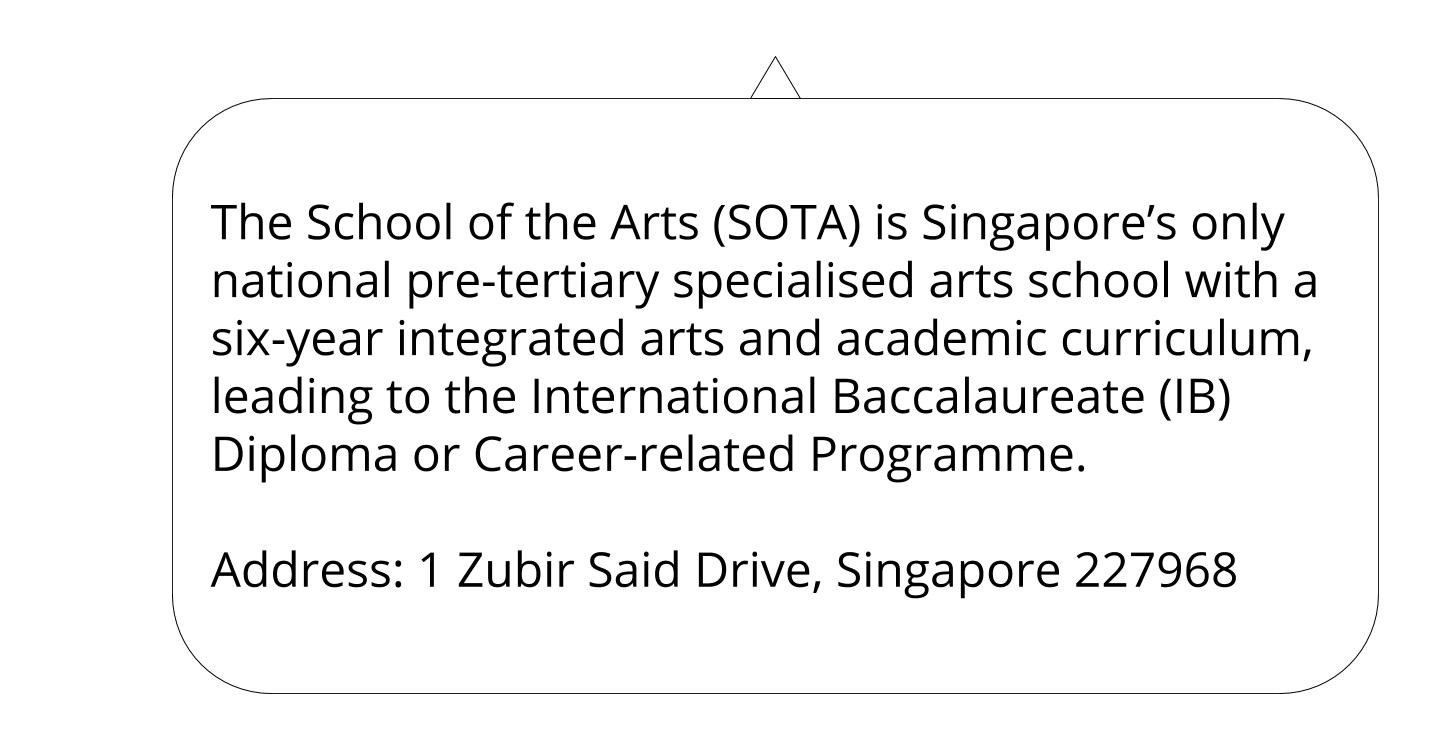 The School of the Arts (SOTA) is Singapore’s only
national pre-tertiary specialised arts school with a
six-year integrated arts and academic curriculum,
leading to the International Baccalaureate (IB)
Diploma or Career-related Programme.
Address: 1 Zubir Said Drive, Singapore 227968